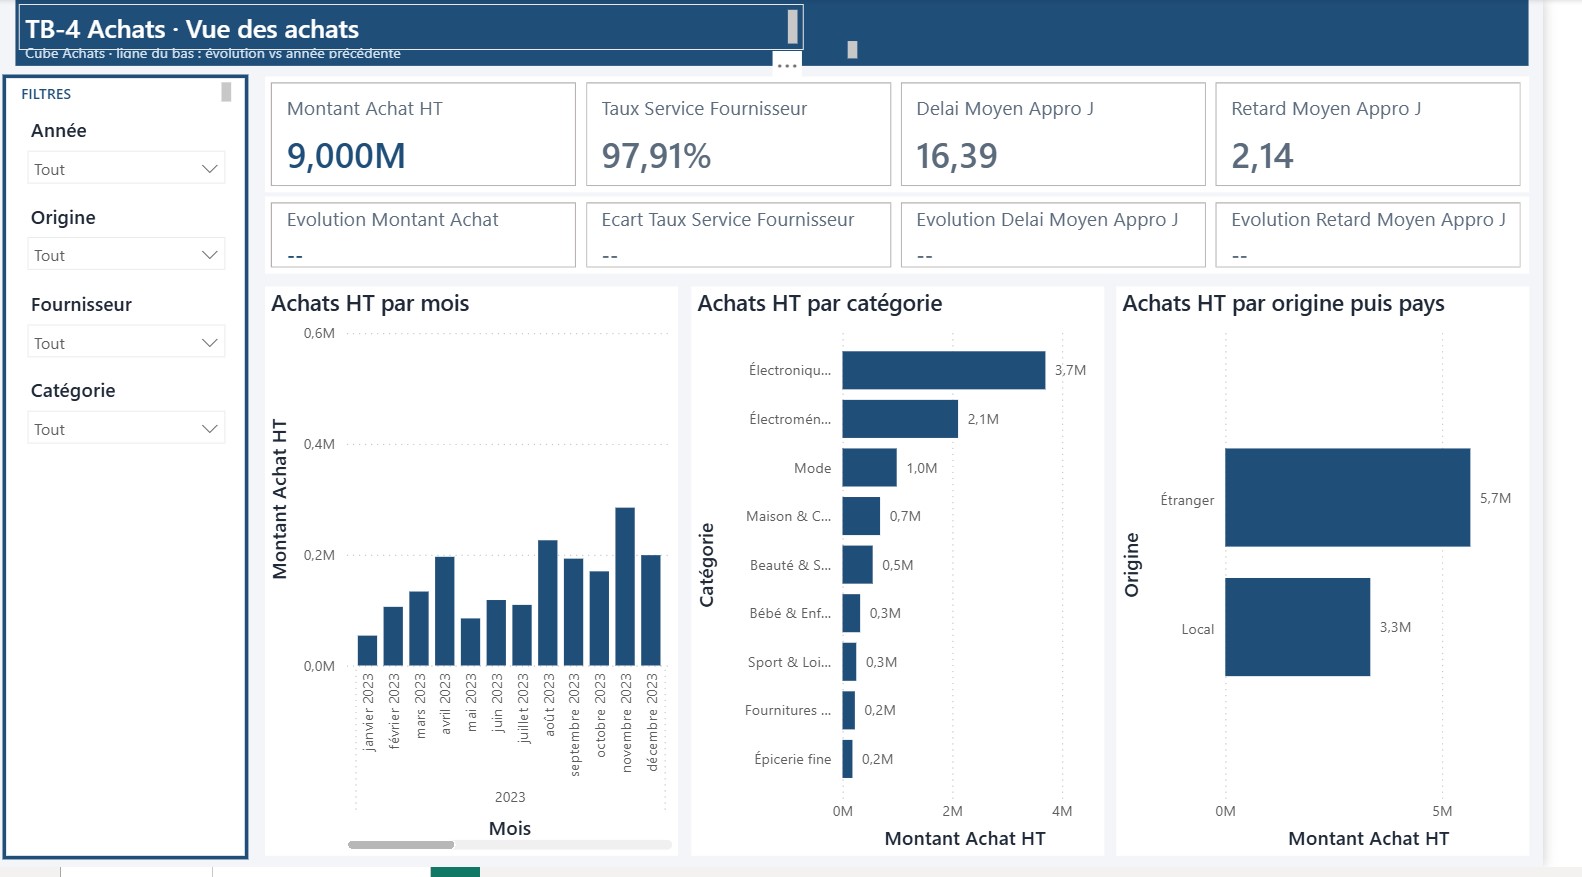 TB-4 Achats · Vue des achats
Cube Achats · ligne du bas : évolution vs année précédente
FILTRES
Année
Tout
Origine
Tout
Fournisseur
Tout
Catégorie
Tout
Montant Achat HT
9,000M
Taux Service Fournisseur
97,91%
Delai Moyen Appro J
16,39
Retard Moyen Appro J
2,14
Evolution Montant Achat
--
Ecart Taux Service Fournisseur
--
Evolution Delai Moyen Appro J
--
Evolution Retard Moyen Appro J
--
Achats HT par mois
Montant Achat HT
0,6M
0,4M
0,2M
0,0M
janvier 2023
février 2023
mars 2023
avril 2023
mai 2023
juin 2023
juillet 2023
août 2023
septembre 2023
octobre 2023
novembre 2023
décembre 2023
2023
Mois
Achats HT par catégorie
Catégorie
Électroniqu... 3,7M
Électromén... 2,1M
Mode 1,0M
Maison & C... 0,7M
Beauté & S... 0,5M
Bébé & Enf... 0,3M
Sport & Loi... 0,3M
Fournitures ... 0,2M
Épicerie fine 0,2M
0M 2M 4M
Montant Achat HT
Achats HT par origine puis pays
Origine
Étranger 5,7M
Local 3,3M
0M 5M
Montant Achat HT